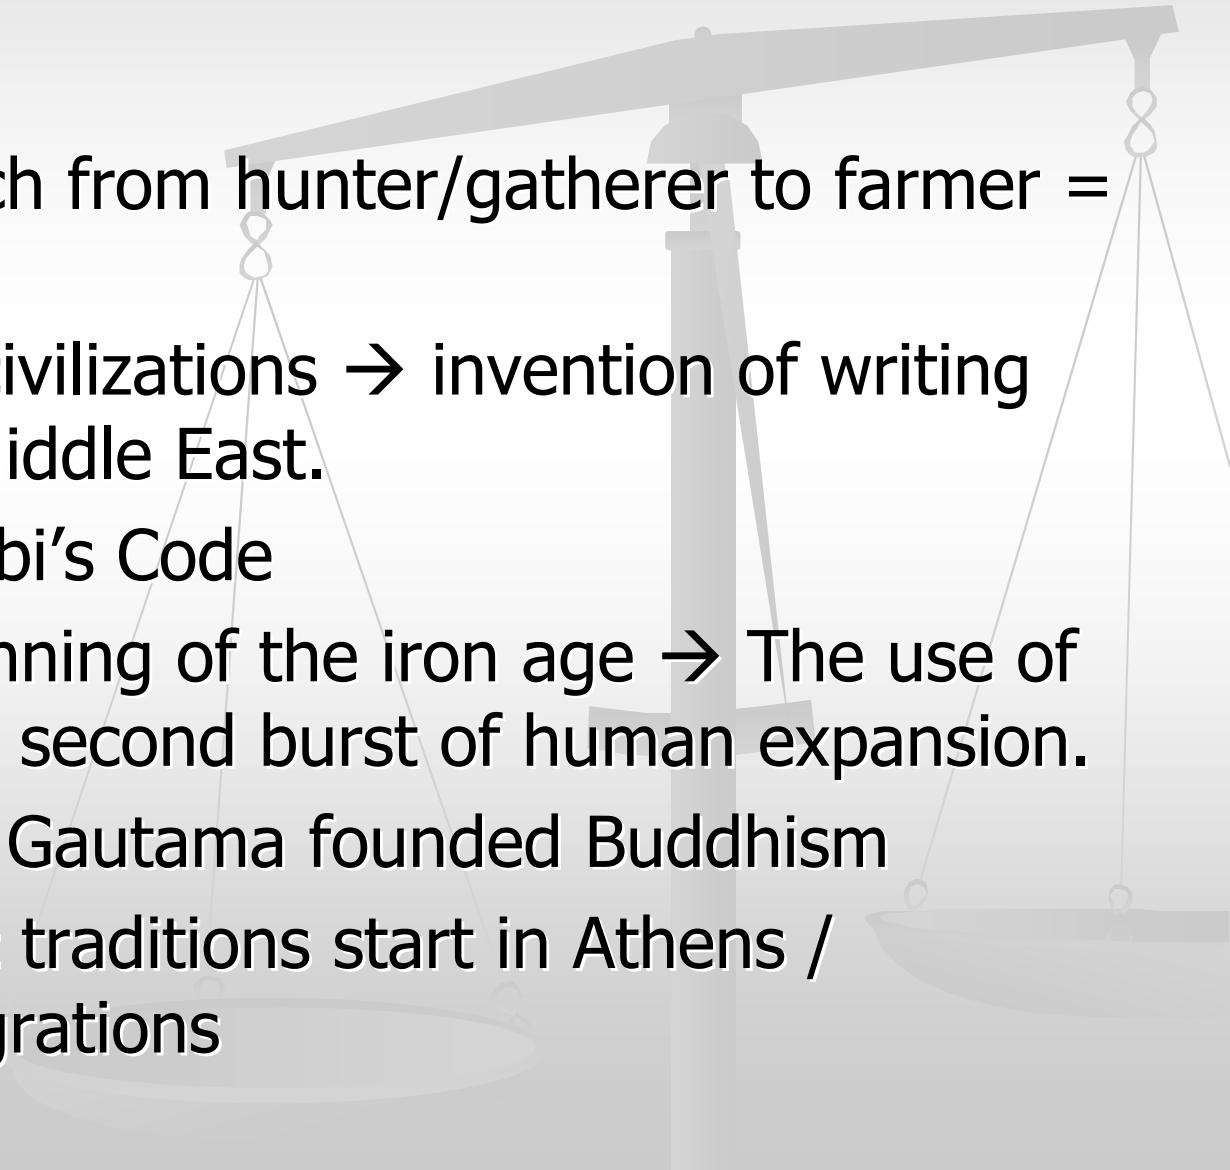 ch from hunter/gatherer to farmer =
ivilizations → invention of writing
iddle East.
bi’s Code
nning of the iron age → The use of
second burst of human expansion.
Gautama founded Buddhism
traditions start in Athens /
grations